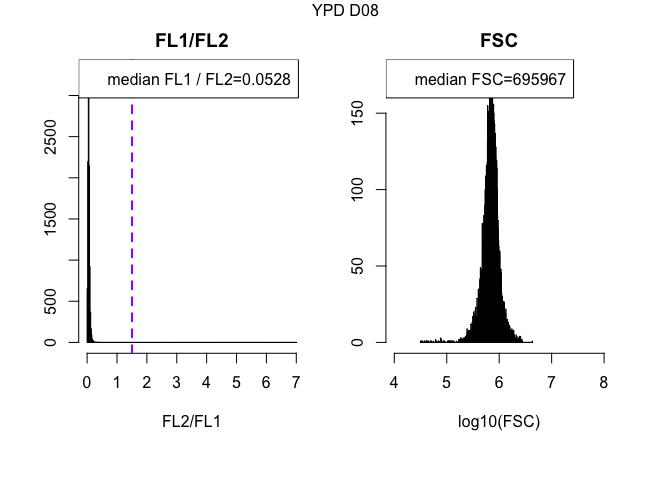 YPD D08
FL1/FL2
median FL1 / FL2=0.0528
500
1500
2500
0
0 1 2 3 4 5 6 7
FL2/FL1
FSC
median FSC=695967
150
100
50
0
4 5 6 7 8
log10(FSC)